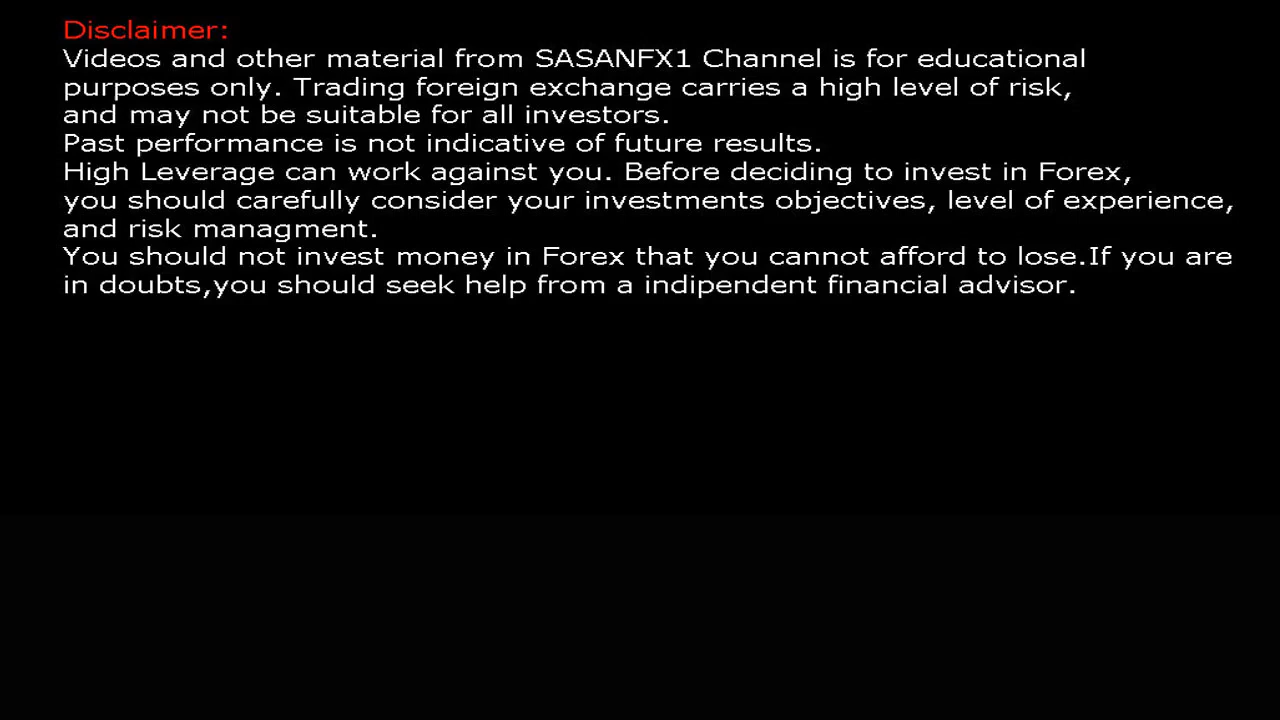 Disclaimer:
Videos and other material from SASANFX1 Channel is for educational
purposes only. Trading foreign exchange carries a high level of risk,
and may not be suitable for all investors.
Past performance is not indicative of future results.
High Leverage can work against you. Before deciding to invest in Forex,
you should carefully consider your investments objectives, level of experience,
and risk managment.
You should not invest money in Forex that you cannot afford to lose.If you are
in doubts,you should seek help from a indipendent financial advisor.